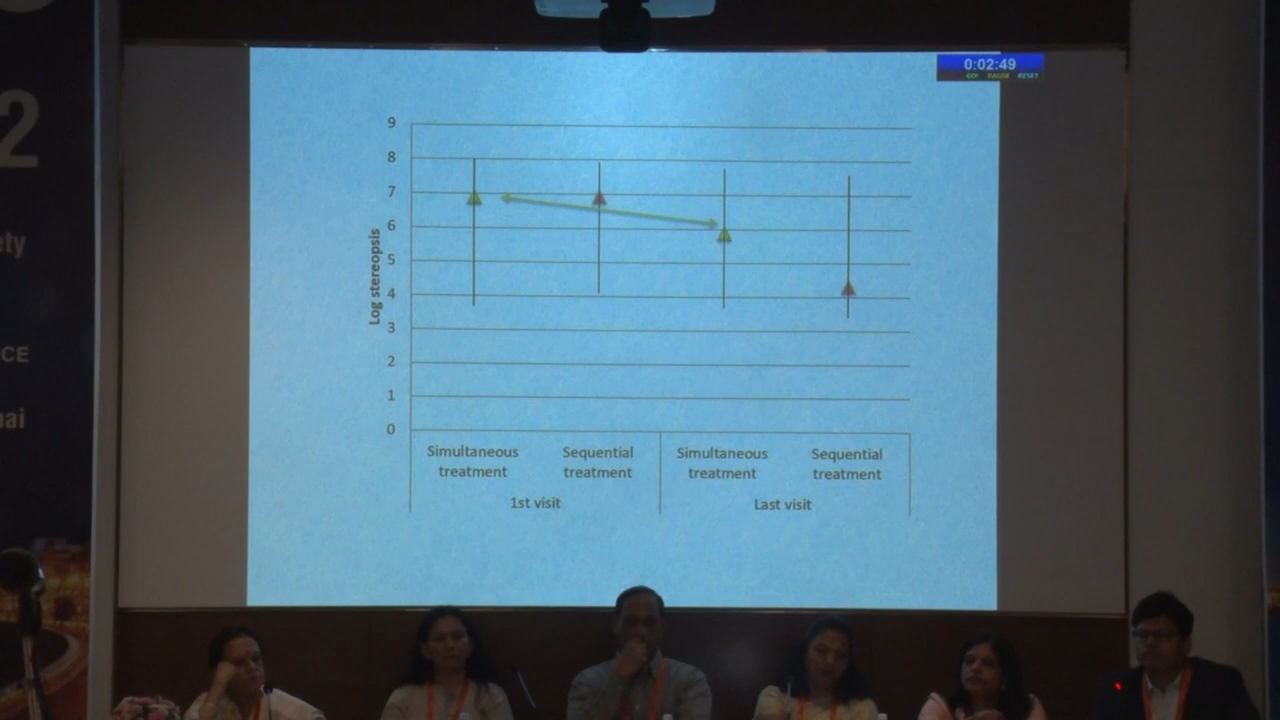 2
ety
CE
bai
0:02:49
GO! PAUSE RESET
9
8
7
6
5
4
3
2
1
0
Log stereopsis
Simultaneous treatment
Sequential treatment
Simultaneous treatment
Sequential treatment
1st visit
Last visit